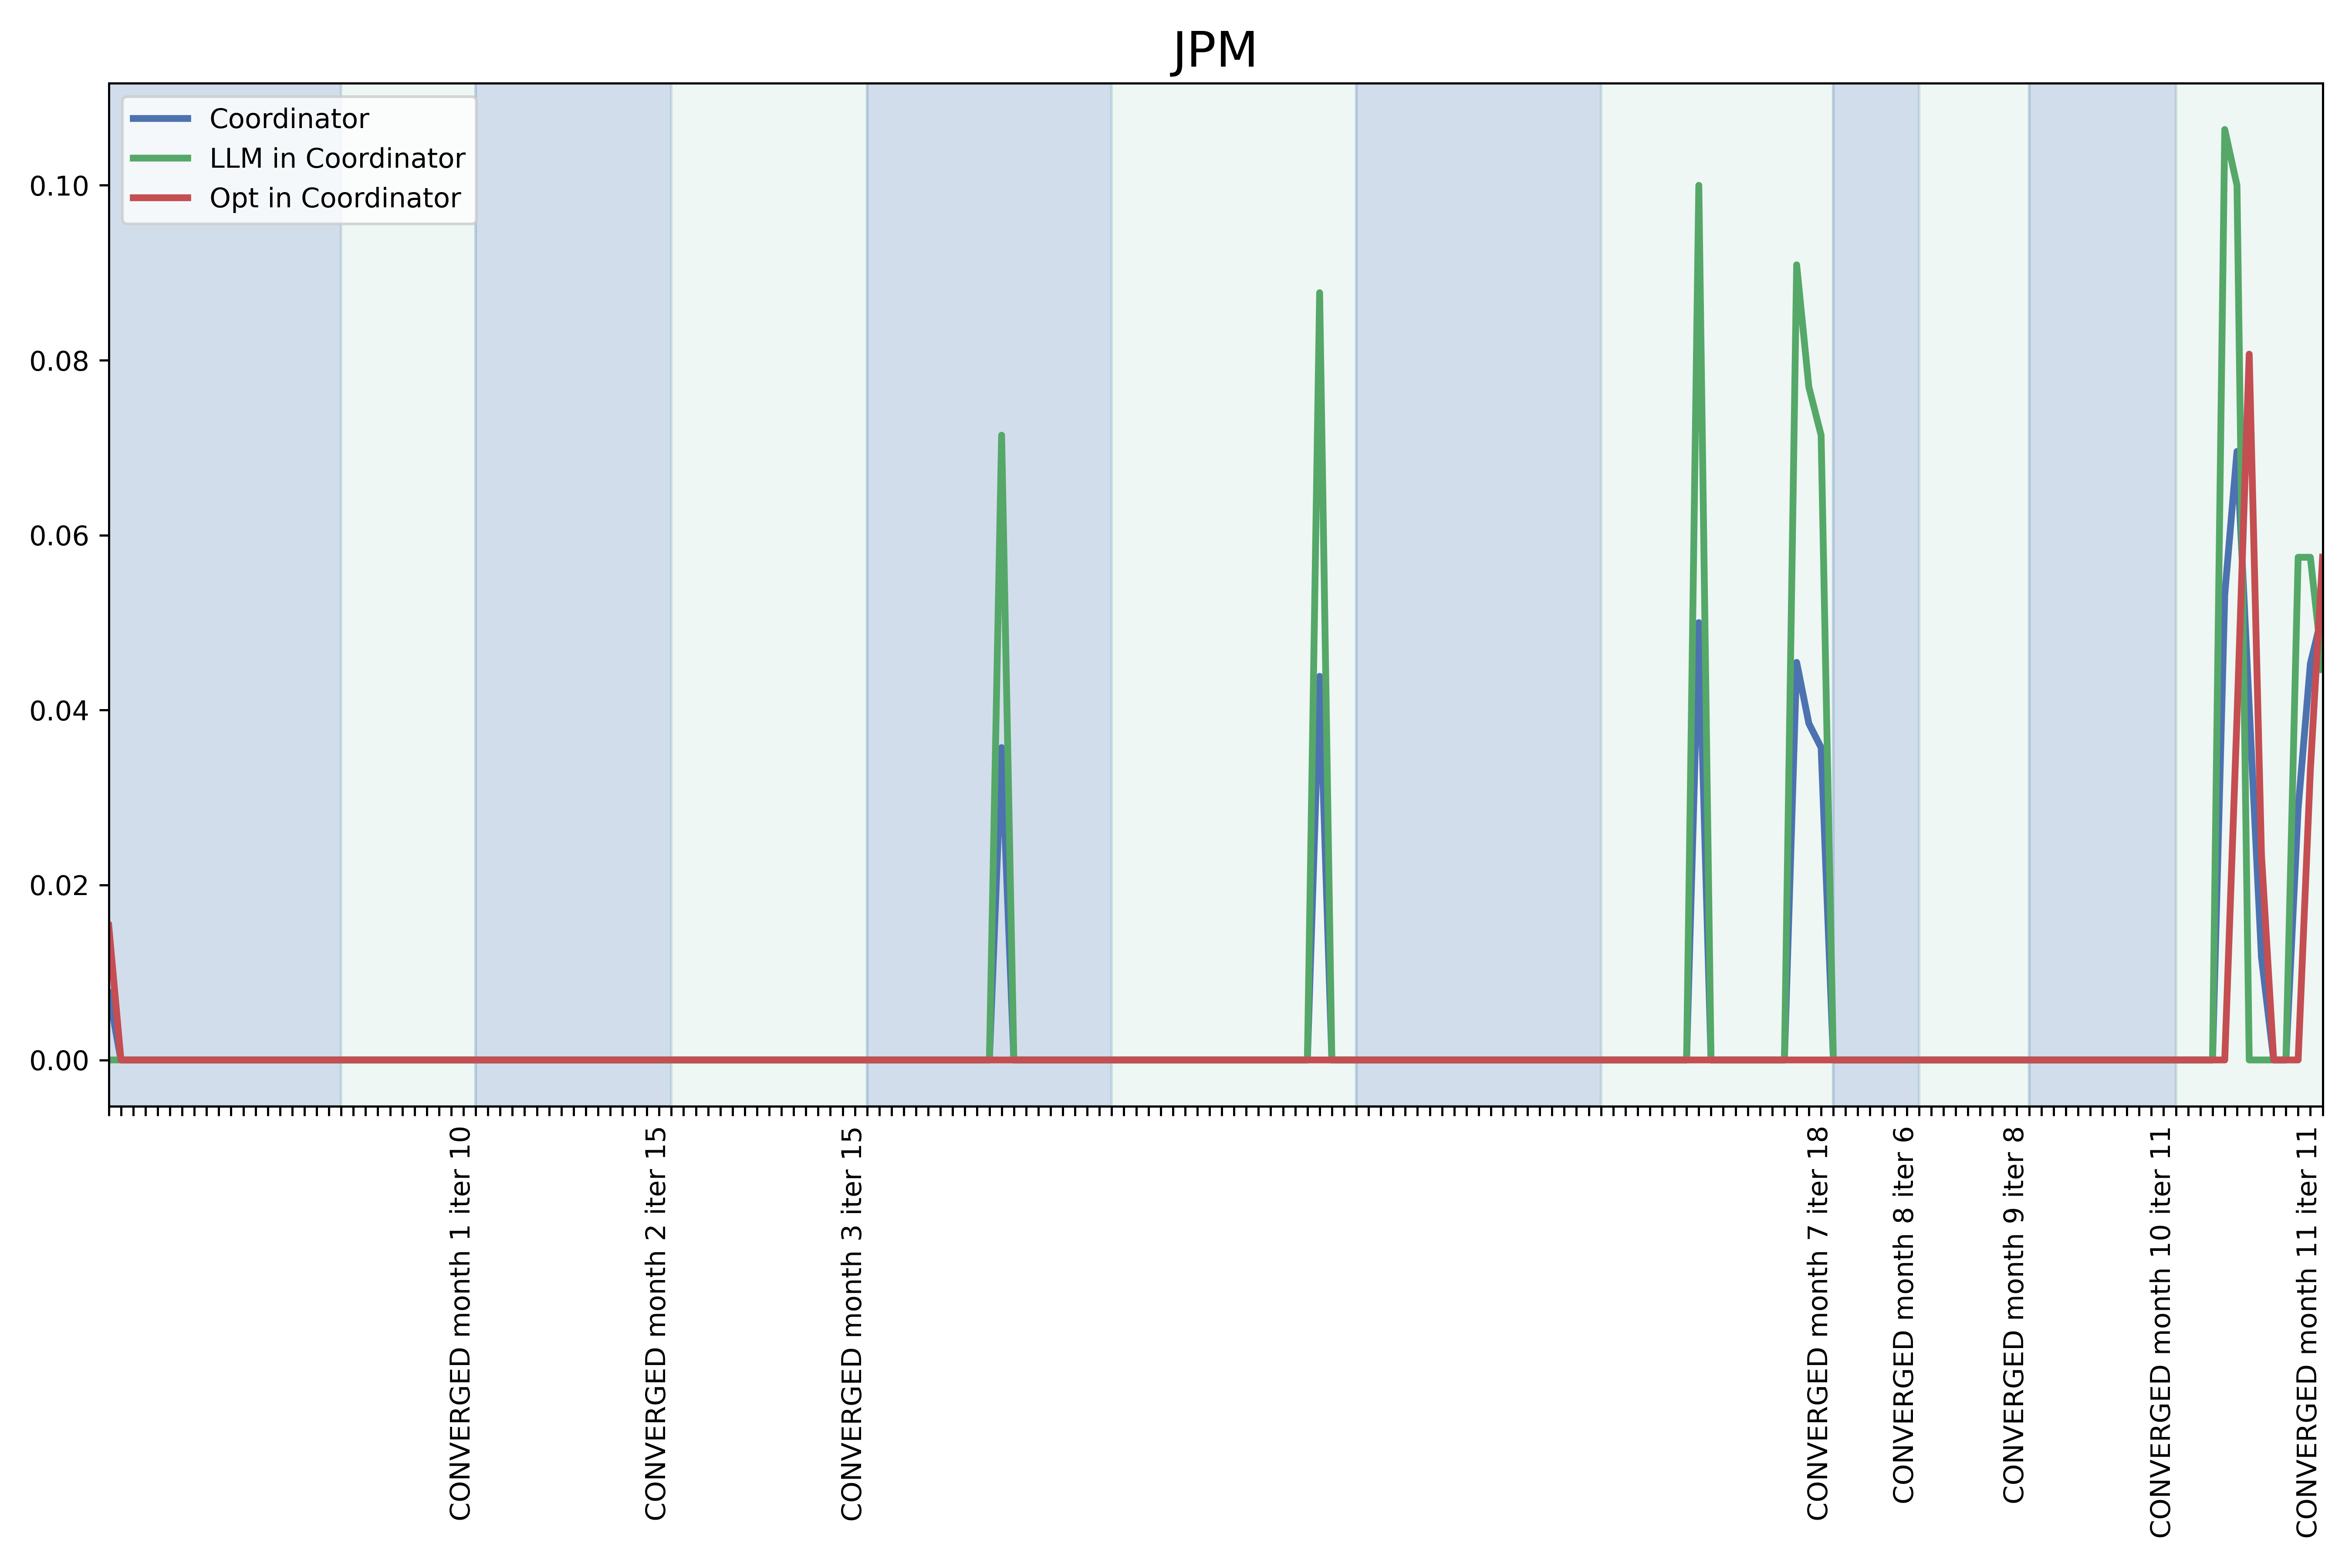 JPM
Coordinator
LLM in Coordinator
Opt in Coordinator
0.10
0.08
0.06
0.04
0.02
0.00
CONVERGED month 1 iter 10
CONVERGED month 2 iter 15
CONVERGED month 3 iter 15
CONVERGED month 7 iter 18
CONVERGED month 8 iter 6
CONVERGED month 9 iter 8
CONVERGED month 10 iter 11
CONVERGED month 11 iter 11